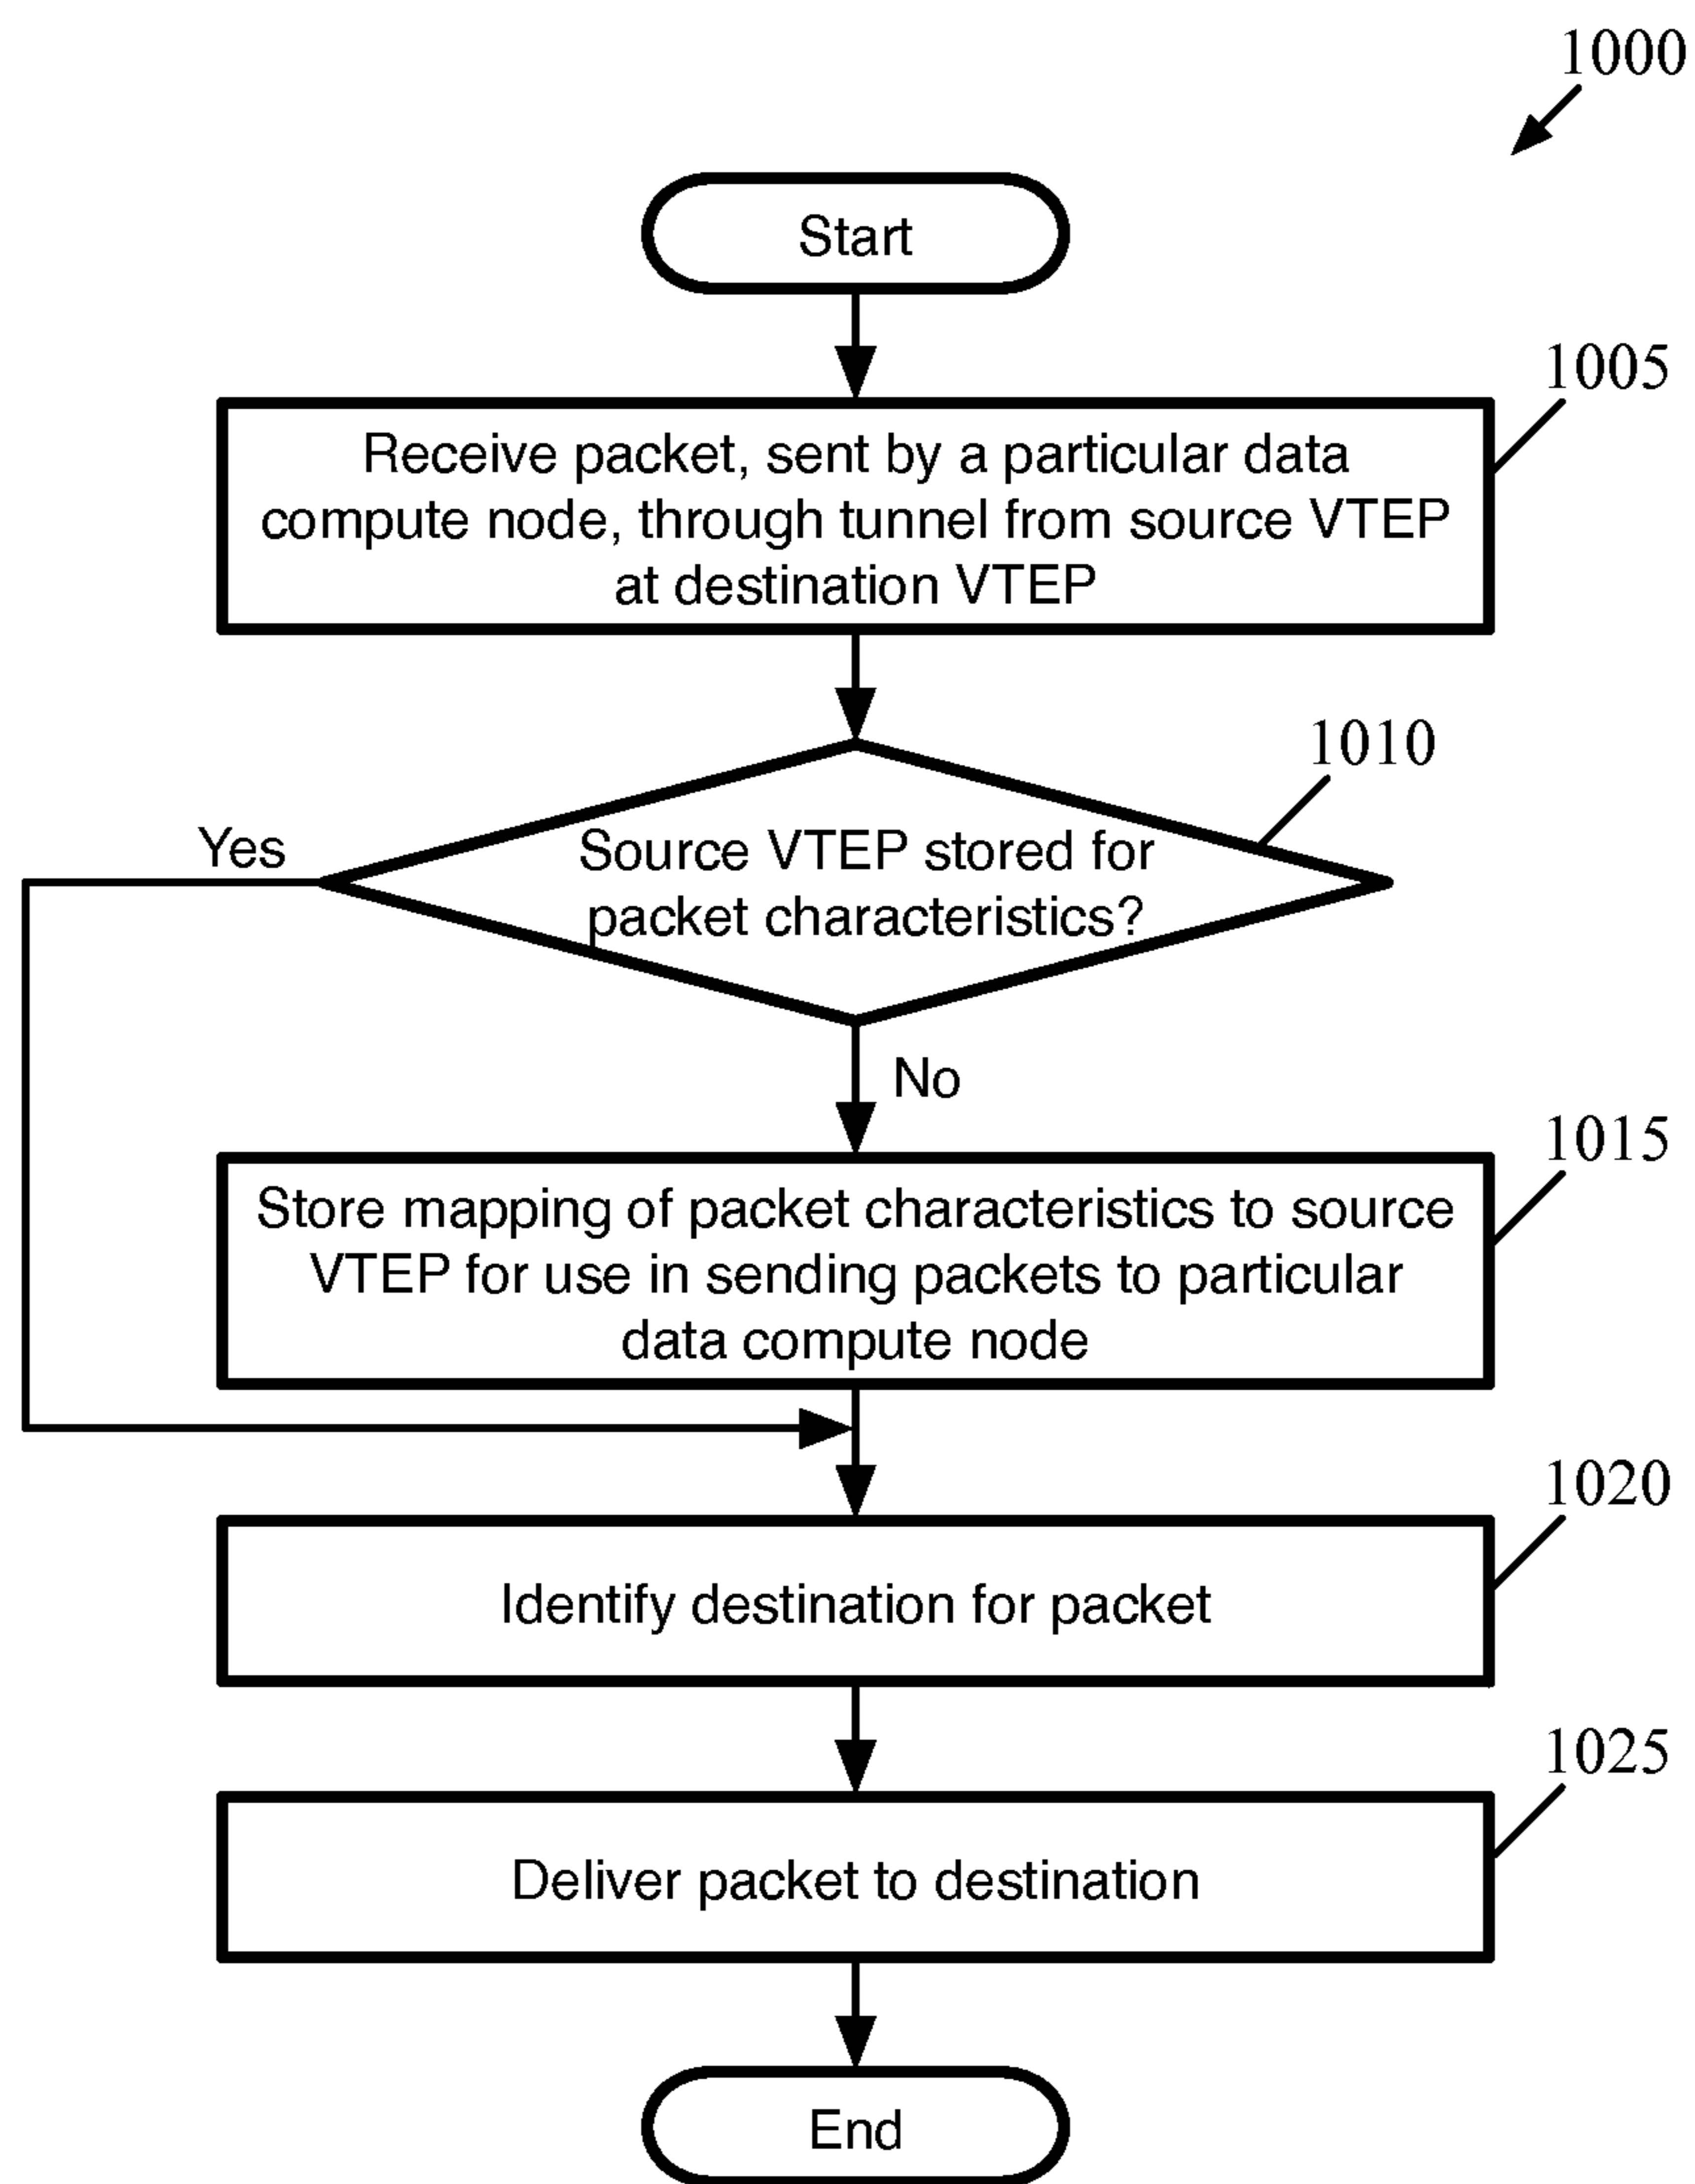 1000
Start
1005
Receive packet, sent by a particular data
compute node, through tunnel from source VTEP
at destination VTEP
1010
Yes
Source VTEP stored for
packet characteristics?
No
1015
Store mapping of packet characteristics to source
VTEP for use in sending packets to particular
data compute node
1020
Identify destination for packet
1025
Deliver packet to destination
End